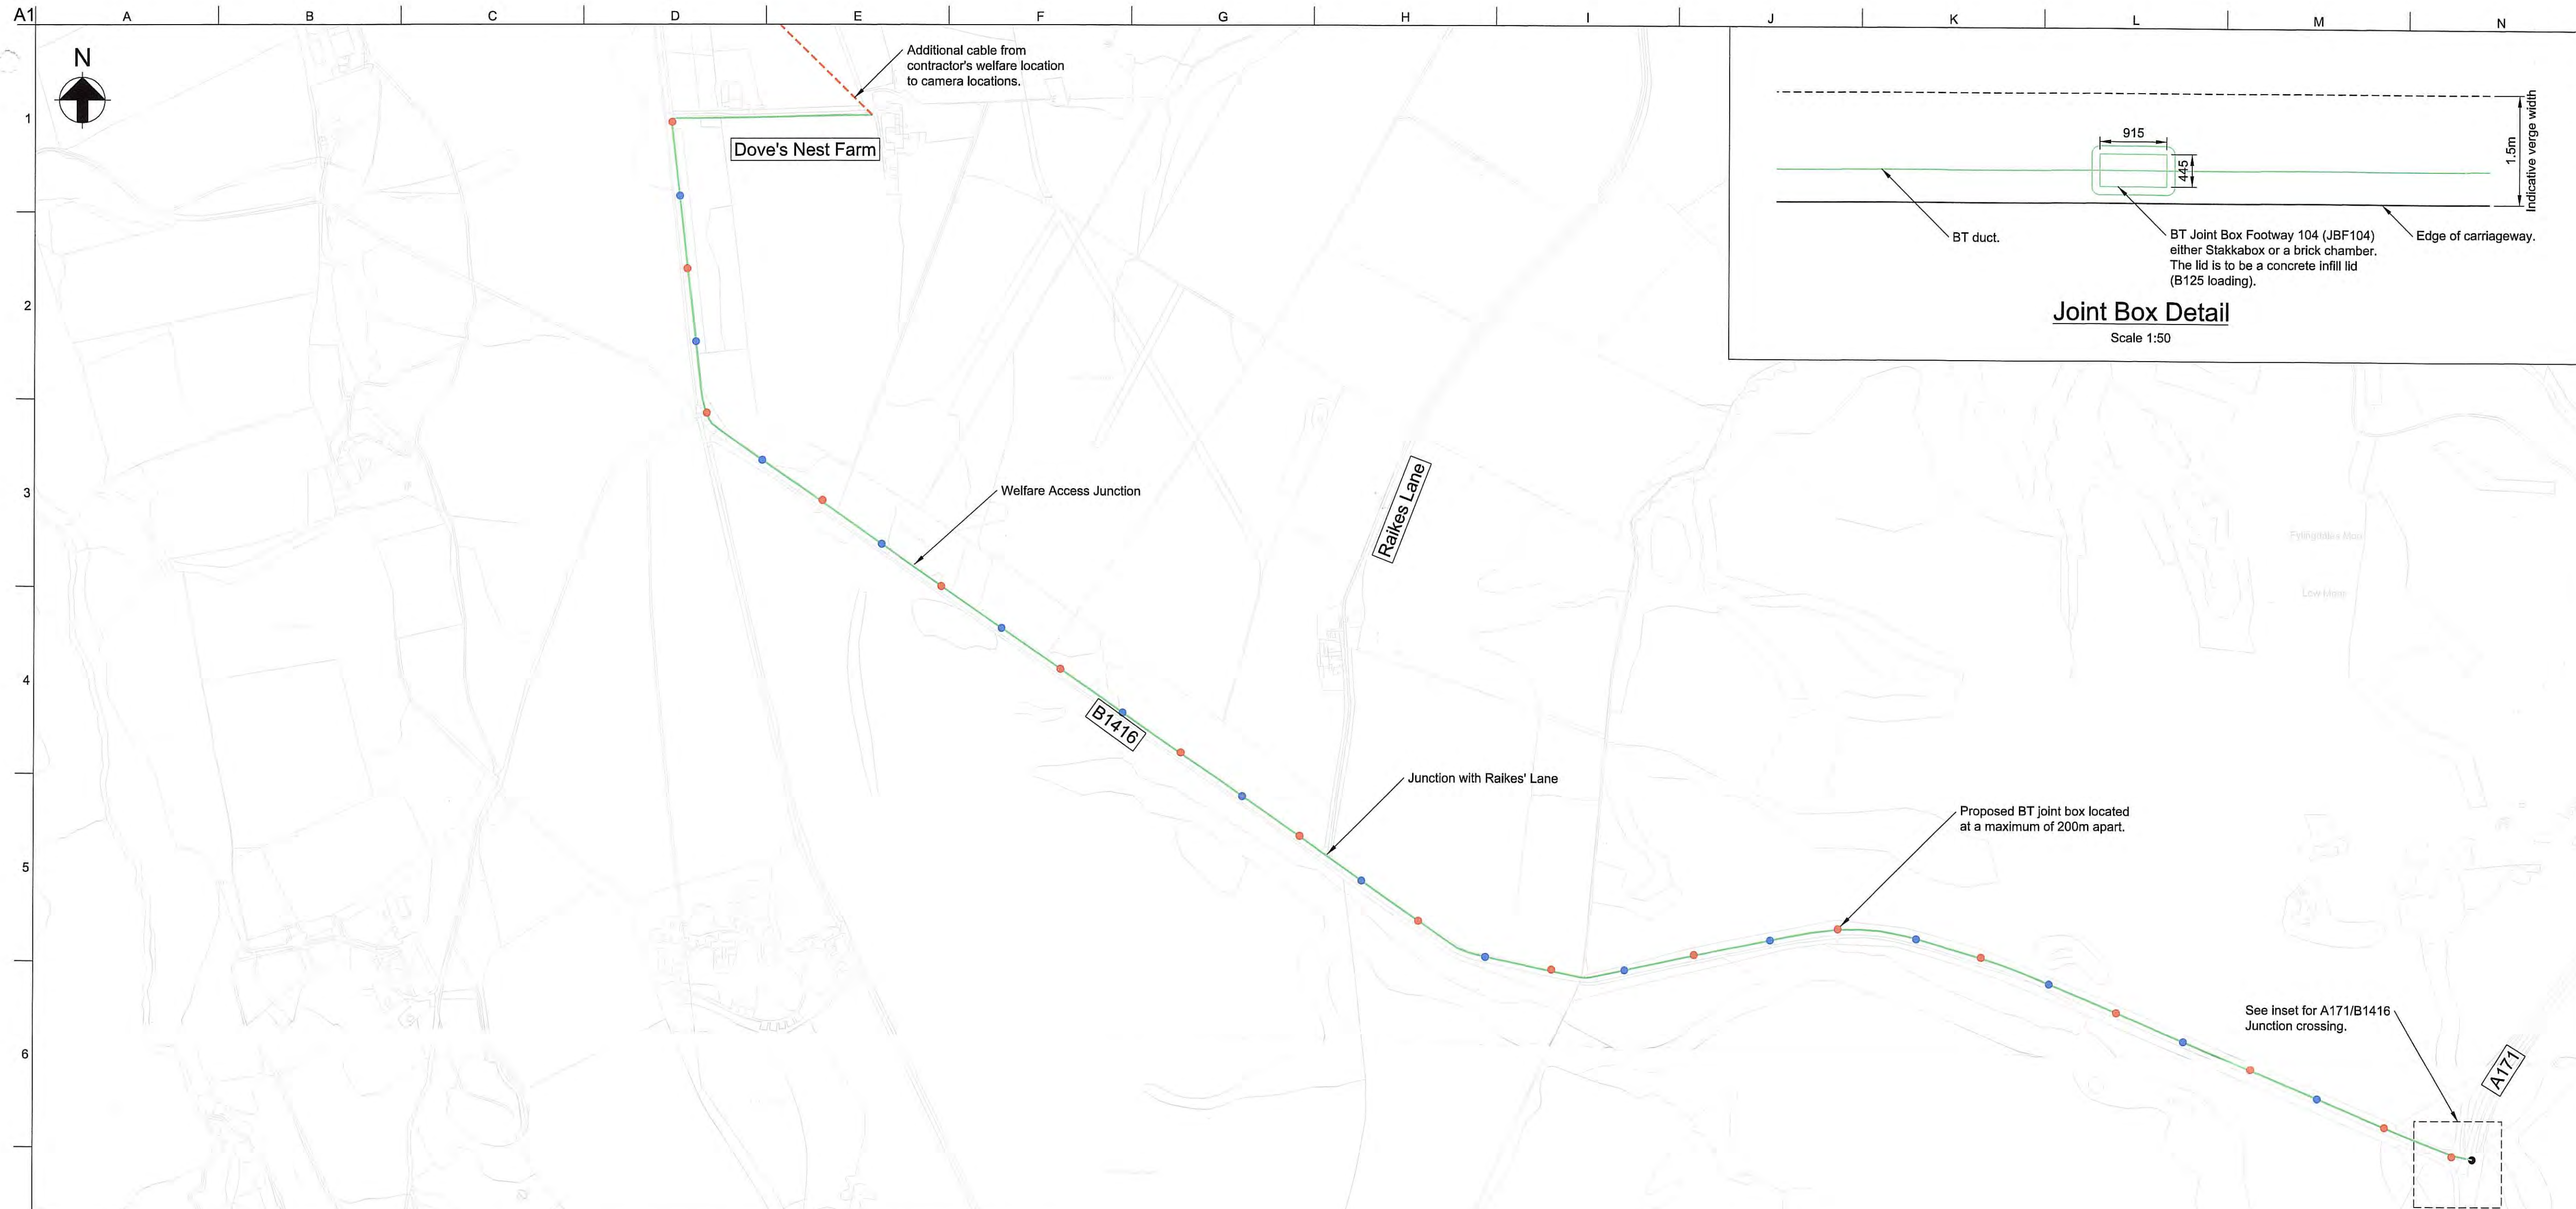 A1
A B C D E F G H I J K L M N
N
1
2
3
4
5
6
Additional cable from
contractor's welfare location
to camera locations.
Dove's Nest Farm
915
445
1.5m
Indicative verge width
BT duct.
BT Joint Box Footway 104 (JBF104)
either Stakkabox or a brick chamber.
The lid is to be a concrete infill lid
(B125 loading).
Edge of carriageway.
Joint Box Detail
Scale 1:50
Welfare Access Junction
Raikes Lane
Low Moor
B1416
Junction with Raikes' Lane
Proposed BT joint box located
at a maximum of 200m apart.
See inset for A171/B1416
Junction crossing.
A171